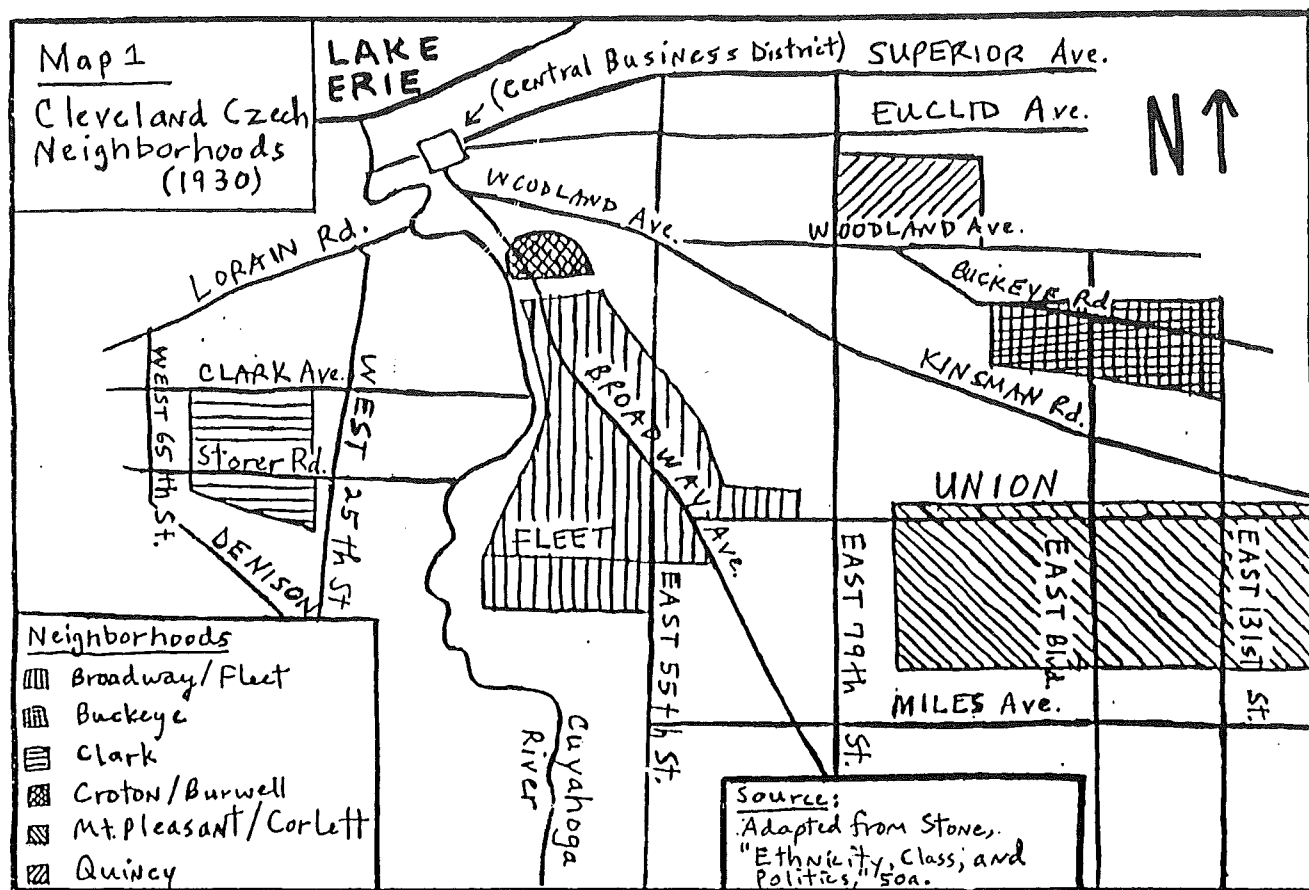 Map 1
Cleveland Czech
Neighborhoods
(1930)
LAKE
ERIE
(Central Business District)
SUPERIOR Ave.
EUCLID Ave.
N
WOODLAND Ave.
WOODLAND Ave.
LORAIN Rd.
BUCKEYE Rd.
WEST 65th St.
CLARK Ave.
WEST 25th St
BROADWAY Ave.
KINSMAN Rd.
Storer Rd.
UNION
FLEET
DENISON
EAST 55th St.
EAST 79th St.
EAST Blvd.
EAST 131st St.
MILES Ave.
Cuyahoga
River
Neighborhoods
Broadway/Fleet
Buckeye
Clark
Croton/Burwell
Mt. Pleasant/Corlett
Quincy
Source:
Adapted from Stone,
"Ethnicity, Class, and
Politics," 50a.